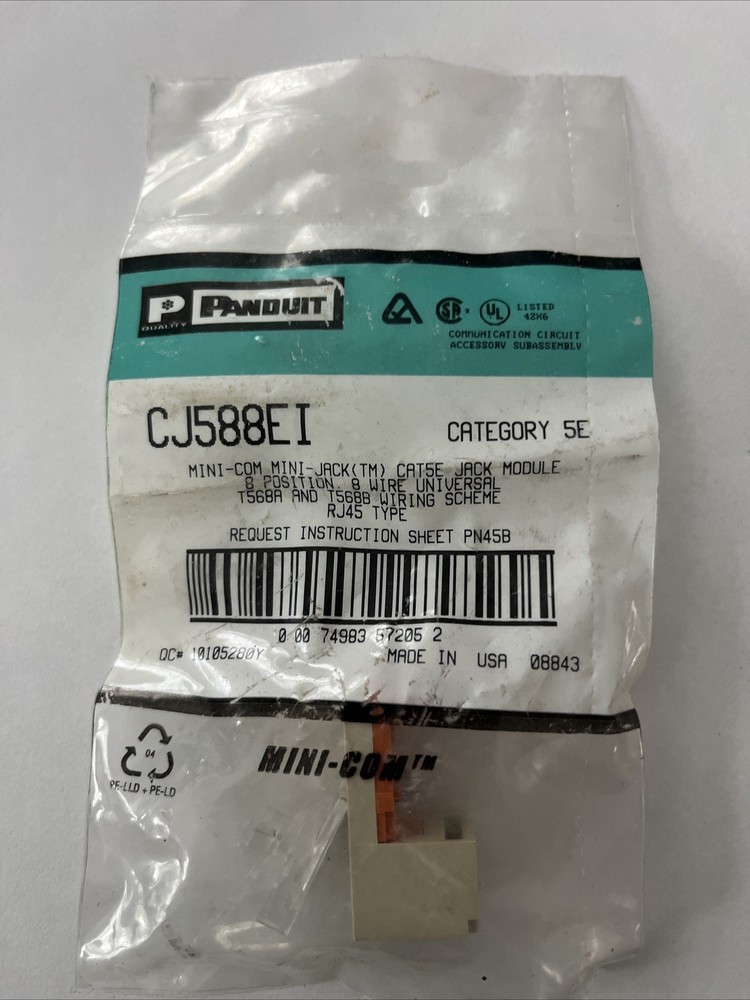 P PANDUIT
QUALITY
SA UL LISTED
42X6
COMMUNICATION CIRCUIT
ACCESSORY SUBASSEMBLY
CJ588EI CATEGORY 5E
MINI-COM MINI-JACK(TM) CAT5E JACK MODULE
8 POSITION, 8 WIRE UNIVERSAL
T568A AND T568B WIRING SCHEME
RJ45 TYPE
REQUEST INSTRUCTION SHEET PN45B
0 00 74983 57205 2
QC# 10105280Y MADE IN USA 08843
04
PE-LLD + PE-LD
MINI-COM™